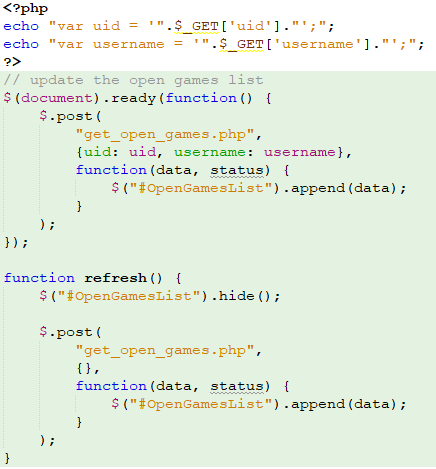 <?php
echo "var uid = '".$_GET['uid']."';";
echo "var username = '".$_GET['username']."';";
?>
// update the open games list
$(document).ready(function() {
    $.post(
        "get_open_games.php",
        {uid: uid, username: username},
        function(data, status) {
            $("#OpenGamesList").append(data);
        }
    );
});

function refresh() {
    $("#OpenGamesList").hide();

    $.post(
        "get_open_games.php",
        {},
        function(data, status) {
            $("#OpenGamesList").append(data);
        }
    );
}